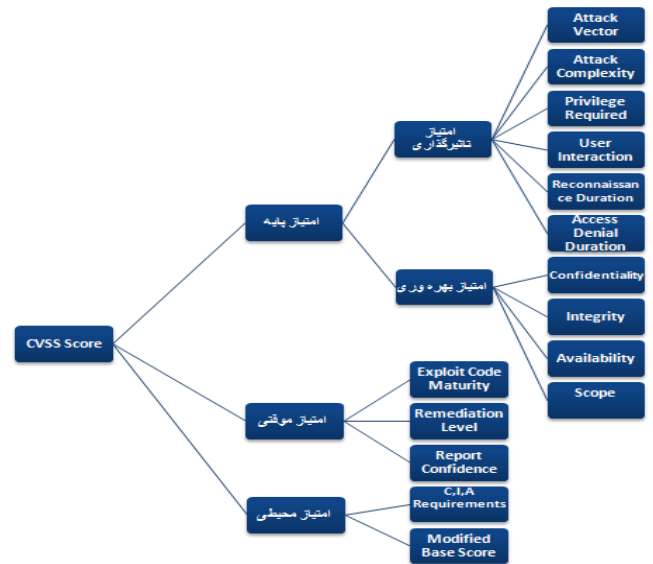 CVSS Score
امتیاز پایه
امتیاز
تاثیرگذاری
Attack
Vector
Attack
Complexity
Privilege
Required
User
Interaction
Reconnaissan
ce Duration
Access
Denial
Duration
امتیاز بهره وری
Confidentiality
Integrity
Availability
Scope
امتیاز موقتی
Exploit Code
Maturity
Remediation
Level
Report
Confidence
امتیاز محیطی
C,I,A
Requirements
Modified
Base Score